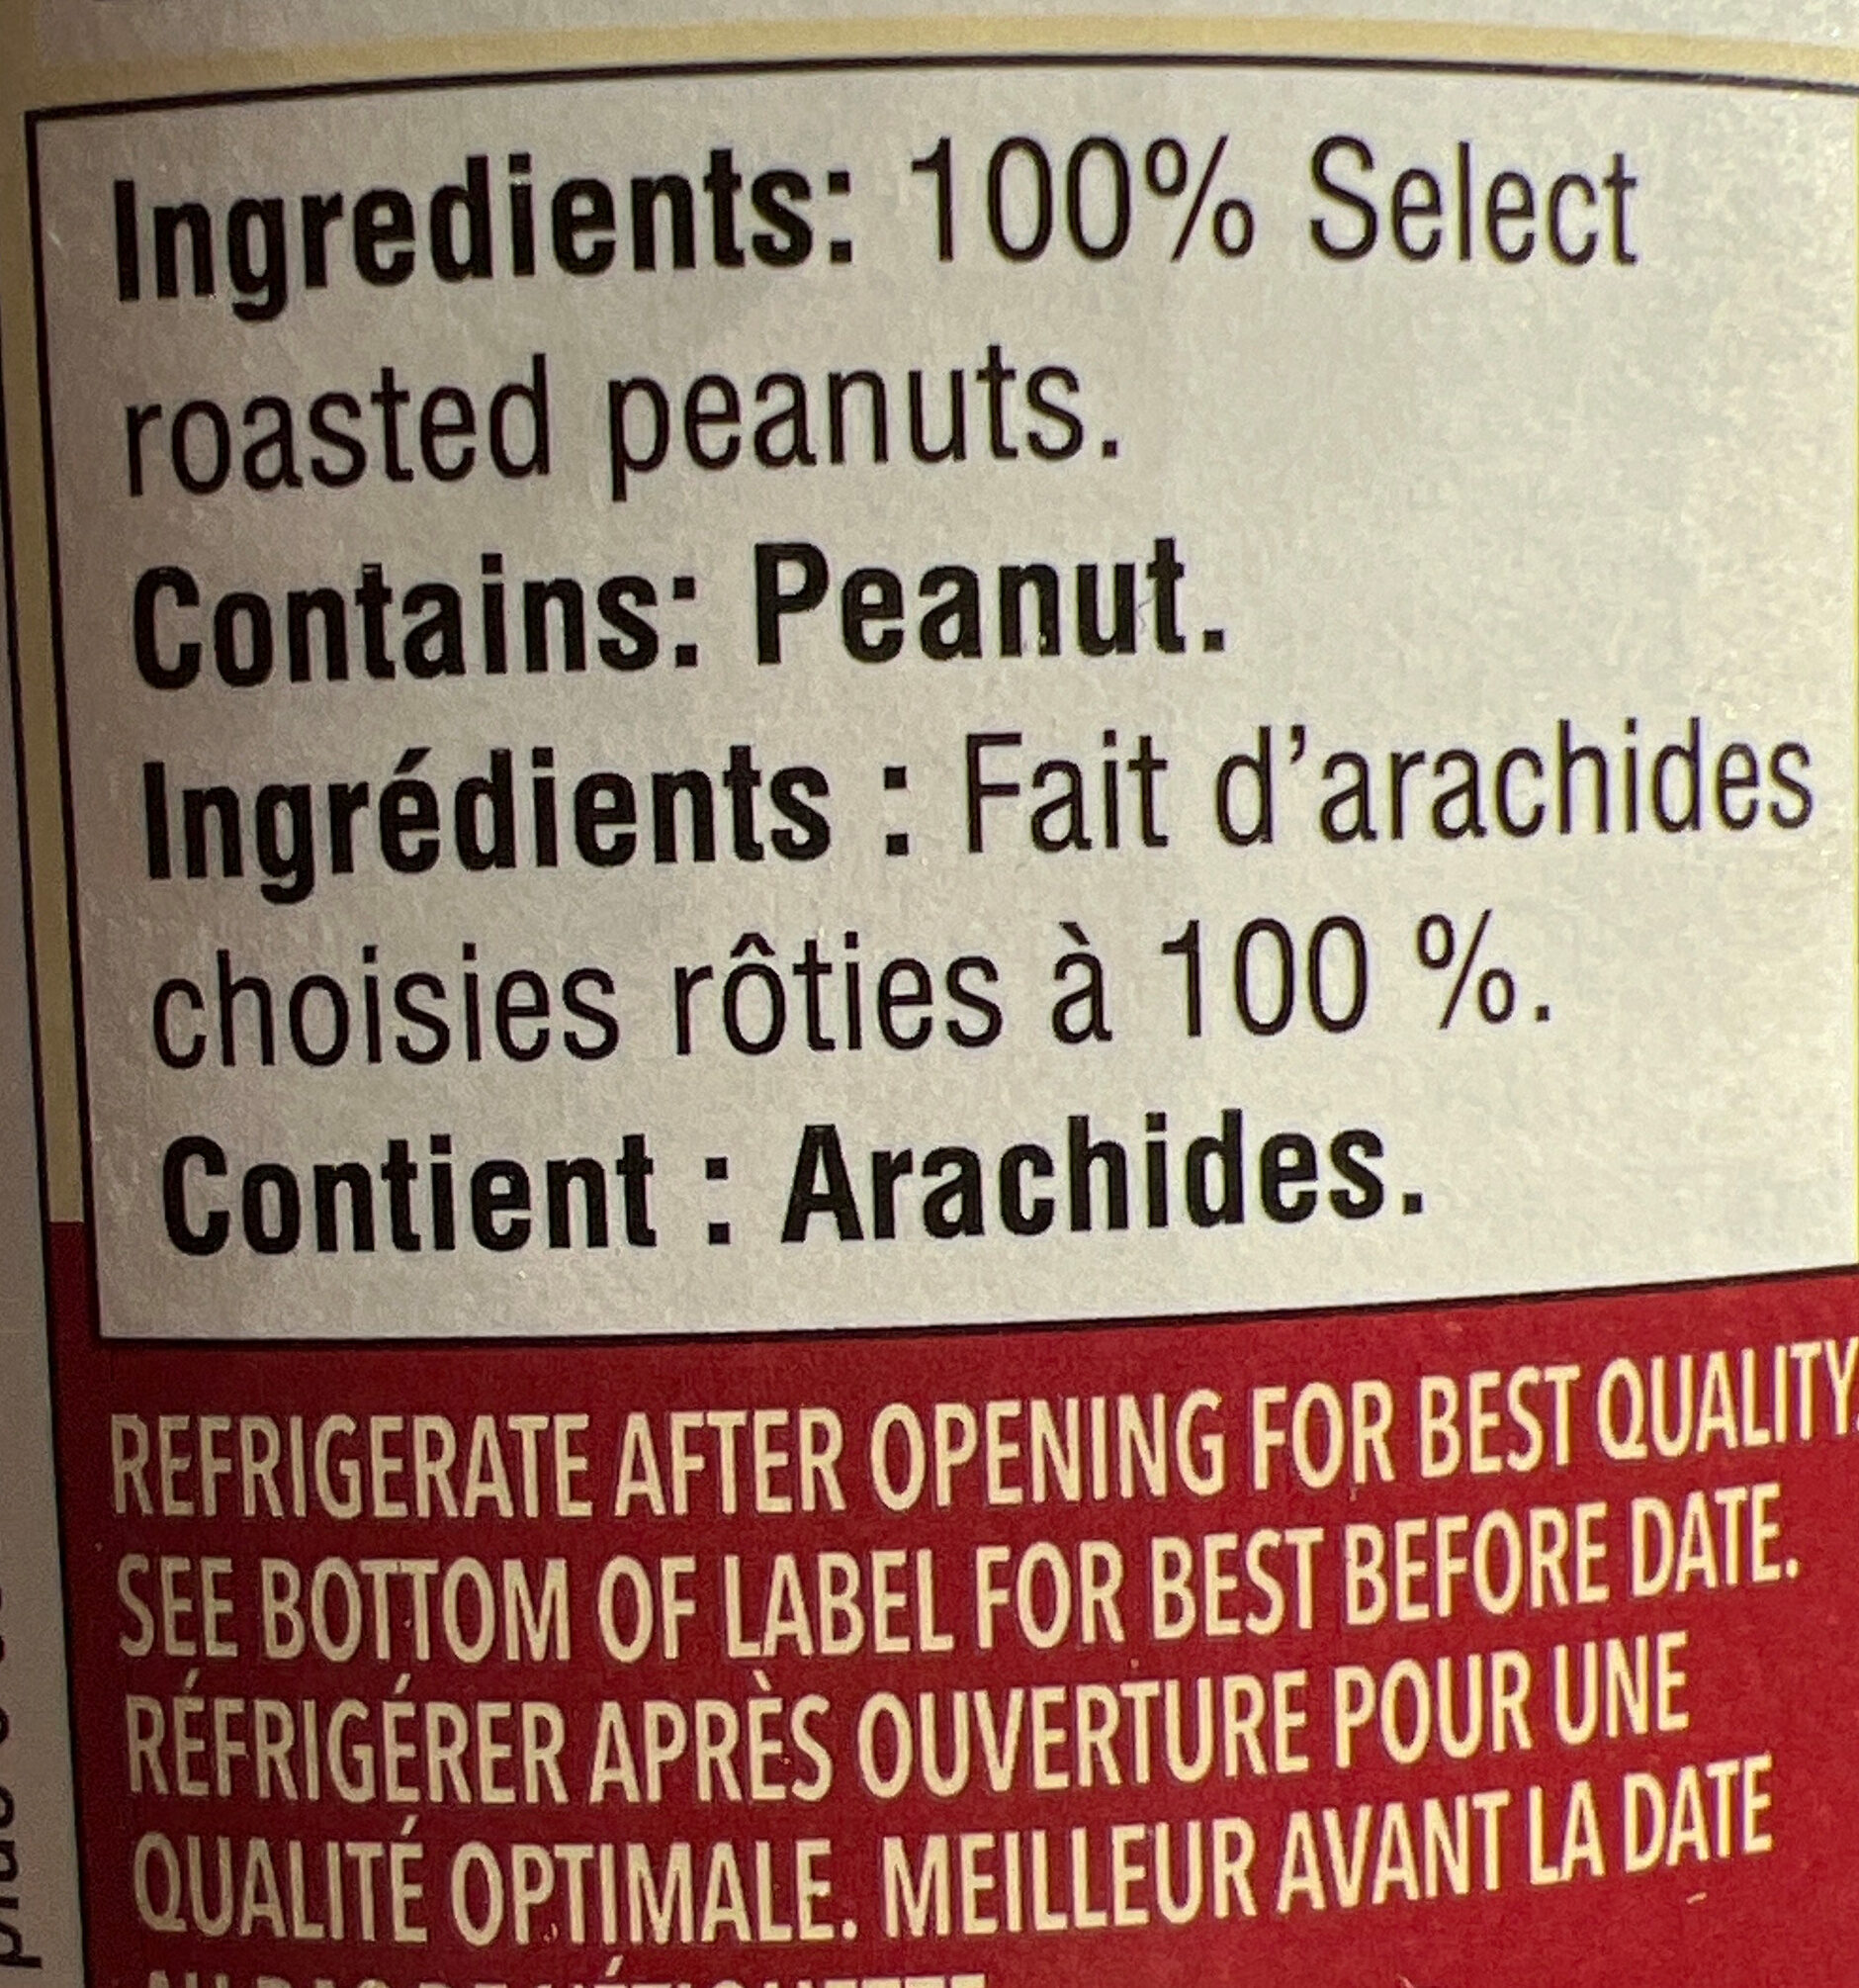 Ingredients: 100% Select
roasted peanuts.
Contains: Peanut.
Ingrédients : Fait d'arachides
choisies rôties à 100 %.
Contient : Arachides.
REFRIGERATE AFTER OPENING FOR BEST QUALITY.
SEE BOTTOM OF LABEL FOR BEST BEFORE DATE.
RÉFRIGÉRER APRÈS OUVERTURE POUR UNE
QUALITÉ OPTIMALE. MEILLEUR AVANT LA DATE